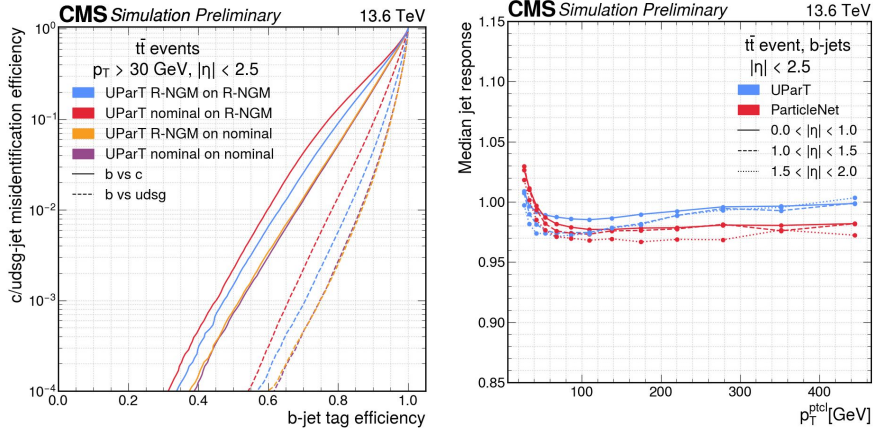 CMS Simulation Preliminary 13.6 TeV
tt̄ events
p_T > 30 GeV, |η| < 2.5
UParT R-NGM on R-NGM
UParT nominal on R-NGM
UParT R-NGM on nominal
UParT nominal on nominal
b vs c
b vs udsg
c/udsg-jet misidentification efficiency
10⁰
10⁻¹
10⁻²
10⁻³
10⁻⁴
0.0 0.2 0.4 0.6 0.8 1.0
b-jet tag efficiency
CMS Simulation Preliminary 13.6 TeV
tt̄ event, b-jets
|η| < 2.5
UParT
ParticleNet
0.0 < |η| < 1.0
1.0 < |η| < 1.5
1.5 < |η| < 2.0
Median jet response
1.15
1.10
1.05
1.00
0.95
0.90
0.85
100 200 300 400
p_T^ptcl[GeV]